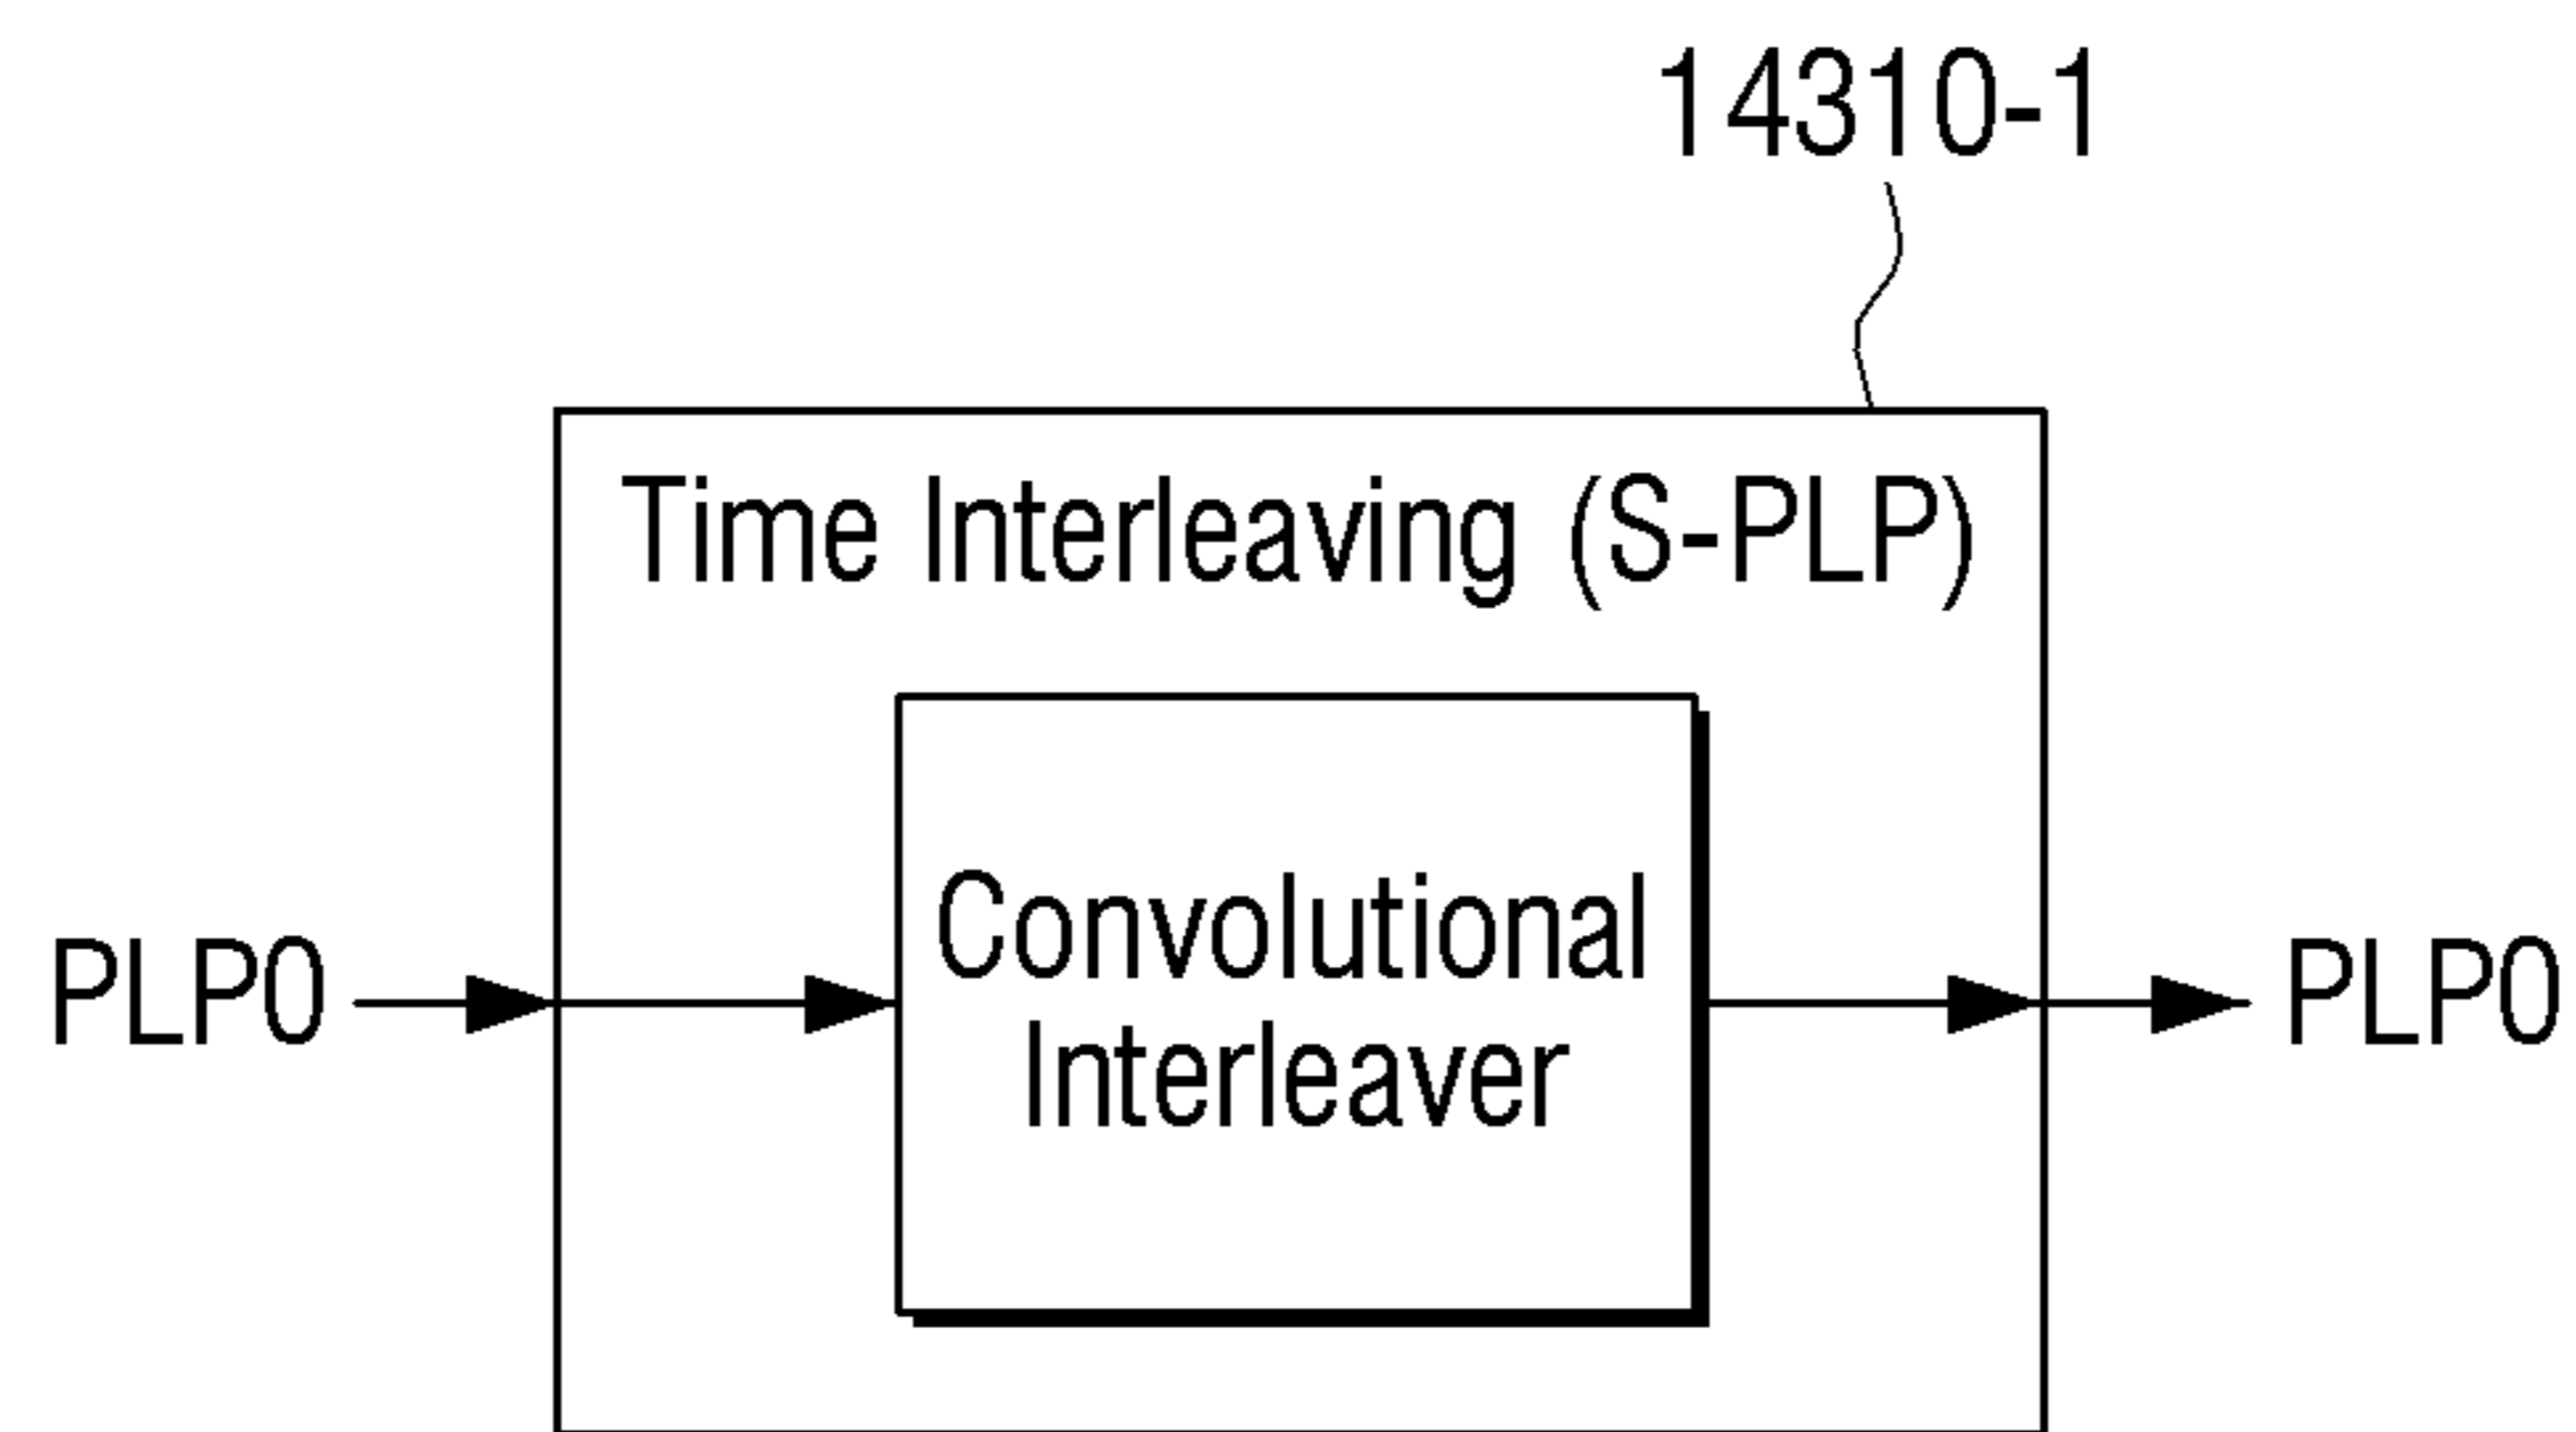 14310-1
Time Interleaving (S-PLP)
PLP0
Convolutional
Interleaver
PLP0